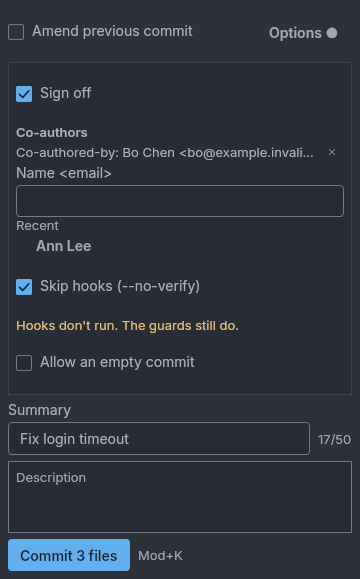 Amend previous commit
Options
Sign off
Co-authors
Co-authored-by: Bo Chen <bo@example.invali... ×
Name <email>
Recent
Ann Lee
Skip hooks (--no-verify)
Hooks don't run. The guards still do.
Allow an empty commit
Summary
Fix login timeout
17/50
Description
Commit 3 files
Mod+K